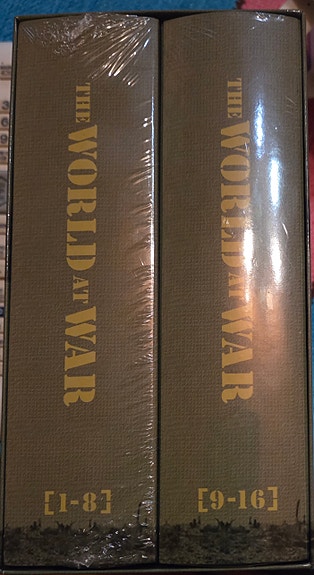 THE WORLD AT WAR
[1-8]
THE WORLD AT WAR
[9-16]